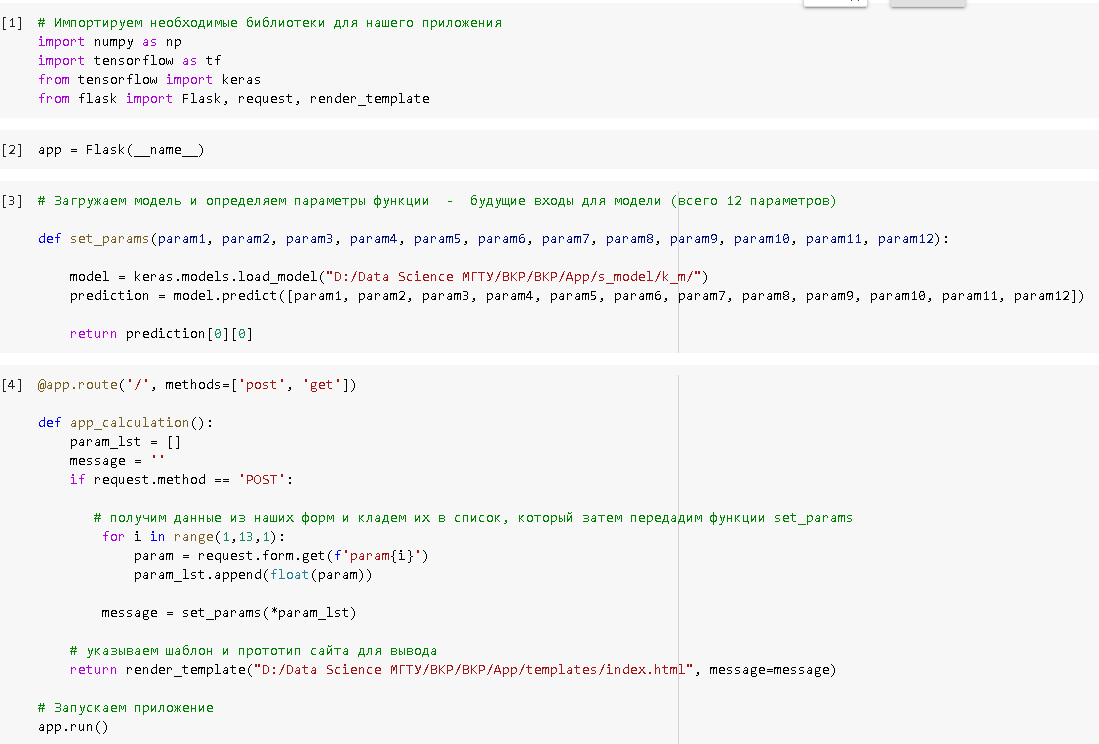 [1] # Импортируем необходимые библиотеки для нашего приложения
import numpy as np
import tensorflow as tf
from tensorflow import keras
from flask import Flask, request, render_template
[2] app = Flask(__name__)
[3] # Загружаем модель и определяем параметры функции - будущие входы для модели (всего 12 параметров)
def set_params(param1, param2, param3, param4, param5, param6, param7, param8, param9, param10, param11, param12):
model = keras.models.load_model("D:/Data Science МГТУ/ВКР/ВКР/App/s_model/k_m/")
prediction = model.predict([param1, param2, param3, param4, param5, param6, param7, param8, param9, param10, param11, param12])
return prediction[0][0]
[4] @app.route('/', methods=['post', 'get'])
def app_calculation():
param_lst = []
message = ''
if request.method == 'POST':
# получим данные из наших форм и кладем их в список, который затем передадим функции set_params
for i in range(1,13,1):
param = request.form.get(f'param{i}')
param_lst.append(float(param))
message = set_params(*param_lst)
# указываем шаблон и прототип сайта для вывода
return render_template("D:/Data Science МГТУ/ВКР/ВКР/App/templates/index.html", message=message)
# Запускаем приложение
app.run()